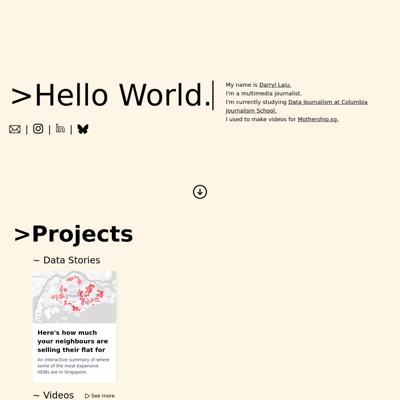 >Hello World.
My name is Darryl Laiu.
I'm a multimedia journalist.
I'm currently studying Data Journalism at Columbia
Journalism School.
I used to make videos for Mothership.sg.
| | |
>Projects
~ Data Stories
Here's how much
your neighbours are
selling their flat for
An interactive summary of where
some of the most expensive
HDBs are in Singapore.
~ Videos
See more